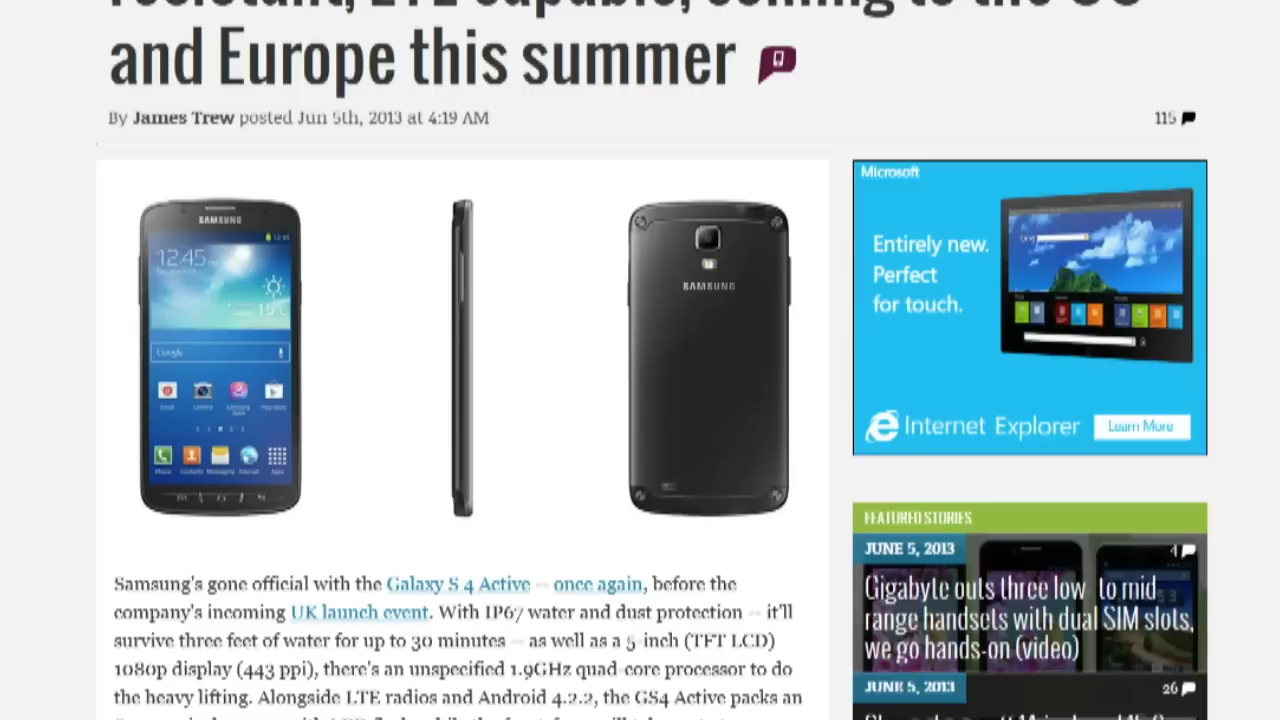 and Europe this summer
By James Trew posted Jun 5th, 2013 at 4:19 AM
115
SAMSUNG
12:45
Google
SAMSUNG
Microsoft
Entirely new.
Perfect
for touch.
Internet Explorer
Learn More
FEATURED STORIES
JUNE 5, 2013
4
Gigabyte outs three low to mid
range handsets with dual SIM slots,
we go hands-on (video)
JUNE 5, 2013
26
Samsung's gone official with the Galaxy S 4 Active -- once again, before the
company's incoming UK launch event. With IP67 water and dust protection -- it'll
survive three feet of water for up to 30 minutes -- as well as a 5-inch (TFT LCD)
1080p display (443 ppi), there's an unspecified 1.9GHz quad-core processor to do
the heavy lifting. Alongside LTE radios and Android 4.2.2, the GS4 Active packs an